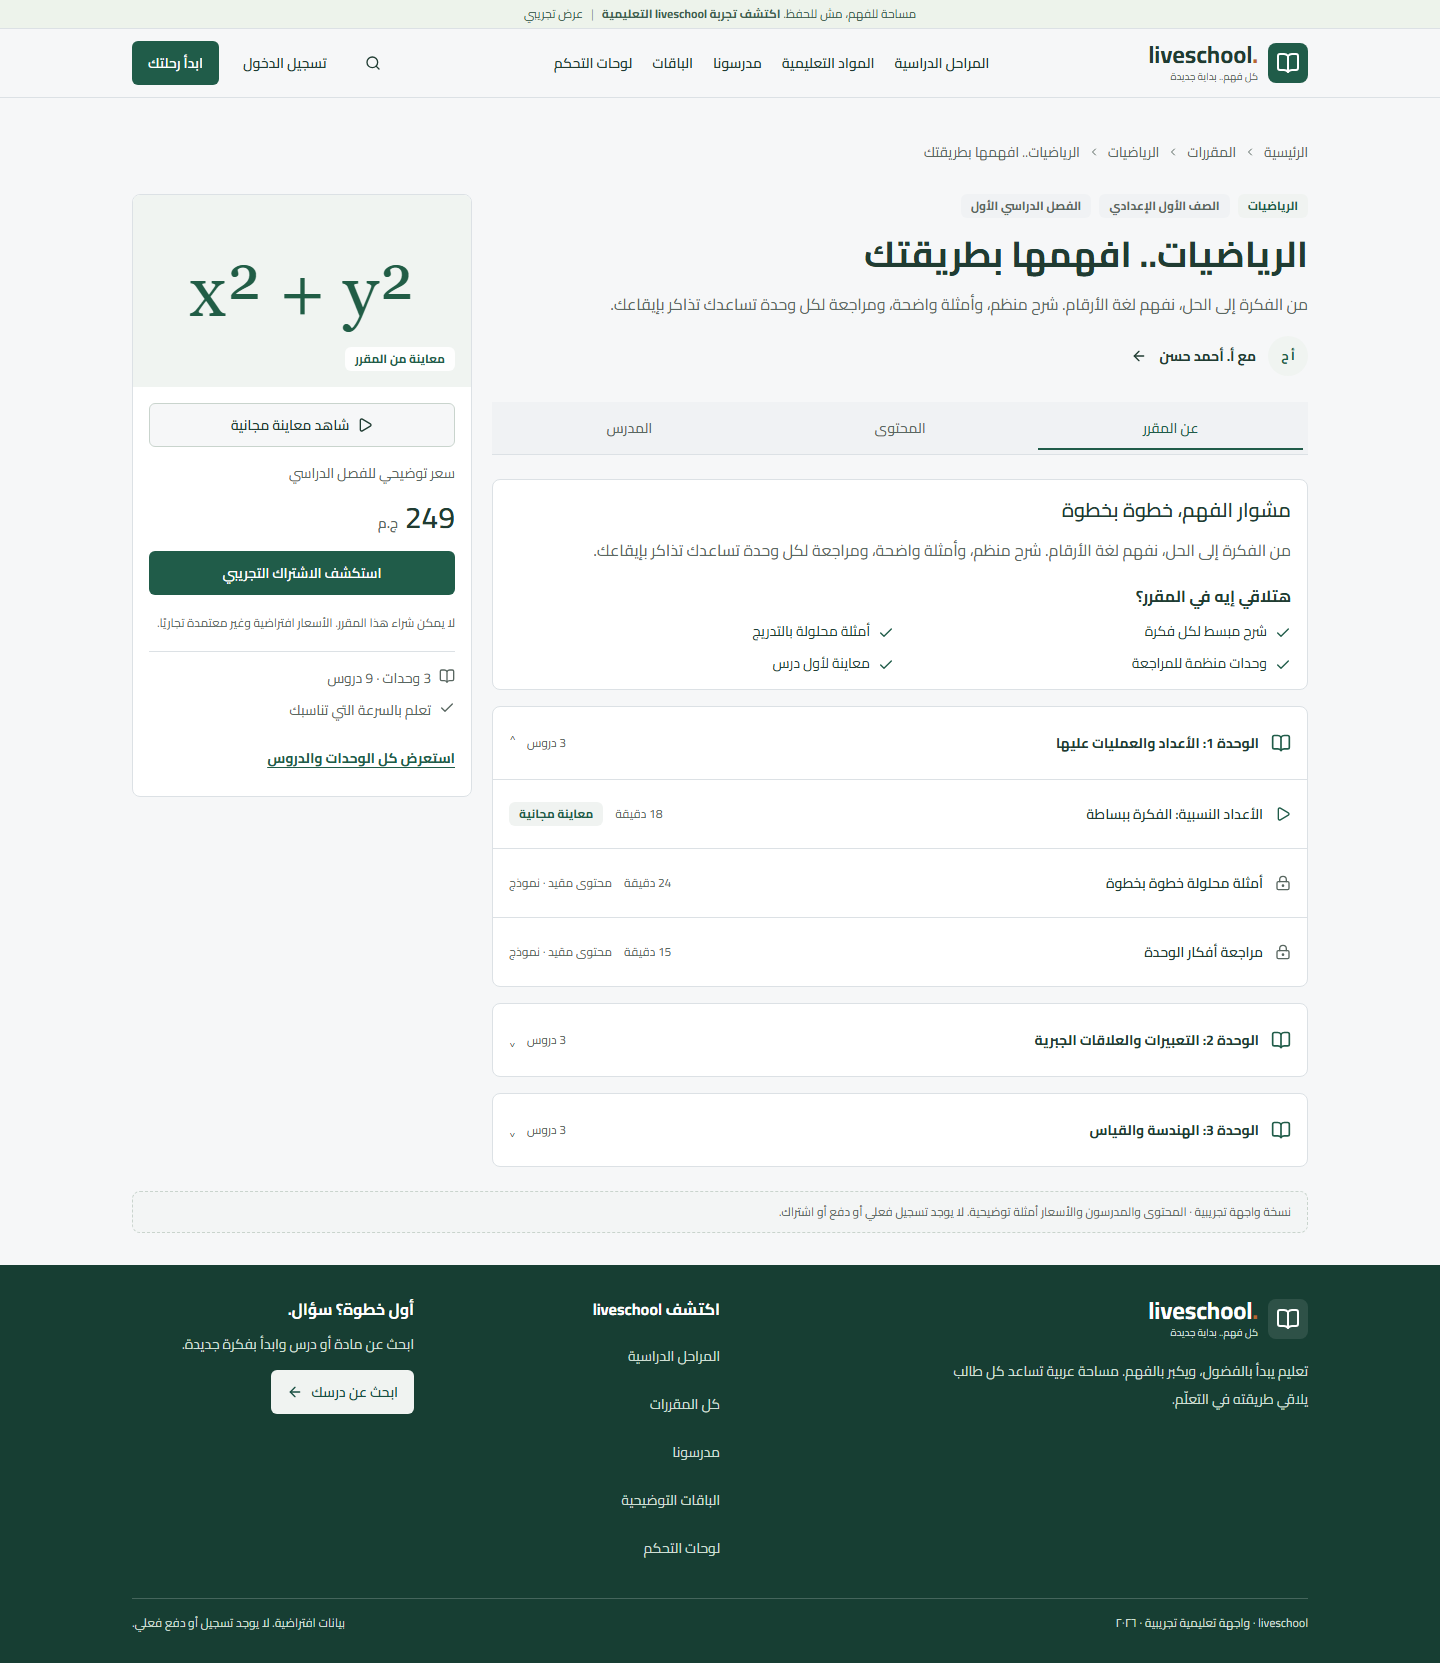 مساحة للفهم، مش للحفظ. اكتشف تجربة liveschool التعليمية | عرض تجريبي
liveschool.
كل فهم.. بداية جديدة
المراحل الدراسية
المواد التعليمية
مدرسونا
الباقات
لوحات التحكم
تسجيل الدخول
ابدأ رحلتك
الرئيسية › المقررات › الرياضيات › الرياضيات.. افهمها بطريقتك
الرياضيات
الصف الأول الإعدادي
الفصل الدراسي الأول
الرياضيات.. افهمها بطريقتك
من الفكرة إلى الحل، نفهم لغة الأرقام. شرح منظم، وأمثلة واضحة، ومراجعة لكل وحدة تساعدك تذاكر بإيقاعك.
أ ح
مع أ. أحمد حسن ←
عن المقرر
المحتوى
المدرس
مشوار الفهم، خطوة بخطوة
من الفكرة إلى الحل، نفهم لغة الأرقام. شرح منظم، وأمثلة واضحة، ومراجعة لكل وحدة تساعدك تذاكر بإيقاعك.
هتلاقي إيه في المقرر؟
شرح مبسط لكل فكرة
أمثلة محلولة بالتدريج
وحدات منظمة للمراجعة
معاينة لأول درس
الوحدة 1: الأعداد والعمليات عليها
3 دروس
الأعداد النسبية: الفكرة ببساطة
18 دقيقة
معاينة مجانية
أمثلة محلولة خطوة بخطوة
24 دقيقة
محتوى مقيد · نموذج
مراجعة أفكار الوحدة
15 دقيقة
محتوى مقيد · نموذج
الوحدة 2: التعبيرات والعلاقات الجبرية
3 دروس
الوحدة 3: الهندسة والقياس
3 دروس
x² + y²
معاينة من المقرر
شاهد معاينة مجانية
سعر توضيحي للفصل الدراسي
249 ج.م
استكشف الاشتراك التجريبي
لا يمكن شراء هذا المقرر. الأسعار افتراضية وغير معتمدة تجاريًا.
3 وحدات · 9 دروس
تعلم بالسرعة التي تناسبك
استعرض كل الوحدات والدروس
نسخة واجهة تجريبية · المحتوى والمدرسون والأسعار أمثلة توضيحية. لا يوجد تسجيل فعلي أو دفع أو اشتراك.
liveschool.
كل فهم.. بداية جديدة
تعليم يبدأ بالفضول، ويكبر بالفهم. مساحة عربية تساعد كل طالب
يلاقي طريقته في التعلّم.
اكتشف liveschool
المراحل الدراسية
كل المقررات
مدرسونا
الباقات التوضيحية
لوحات التحكم
أول خطوة؟ سؤال.
ابحث عن مادة أو درس وابدأ بفكرة جديدة.
ابحث عن درسك ←
liveschool · واجهة تعليمية تجريبية · ٢٠٢٦
بيانات افتراضية. لا يوجد تسجيل أو دفع فعلي.